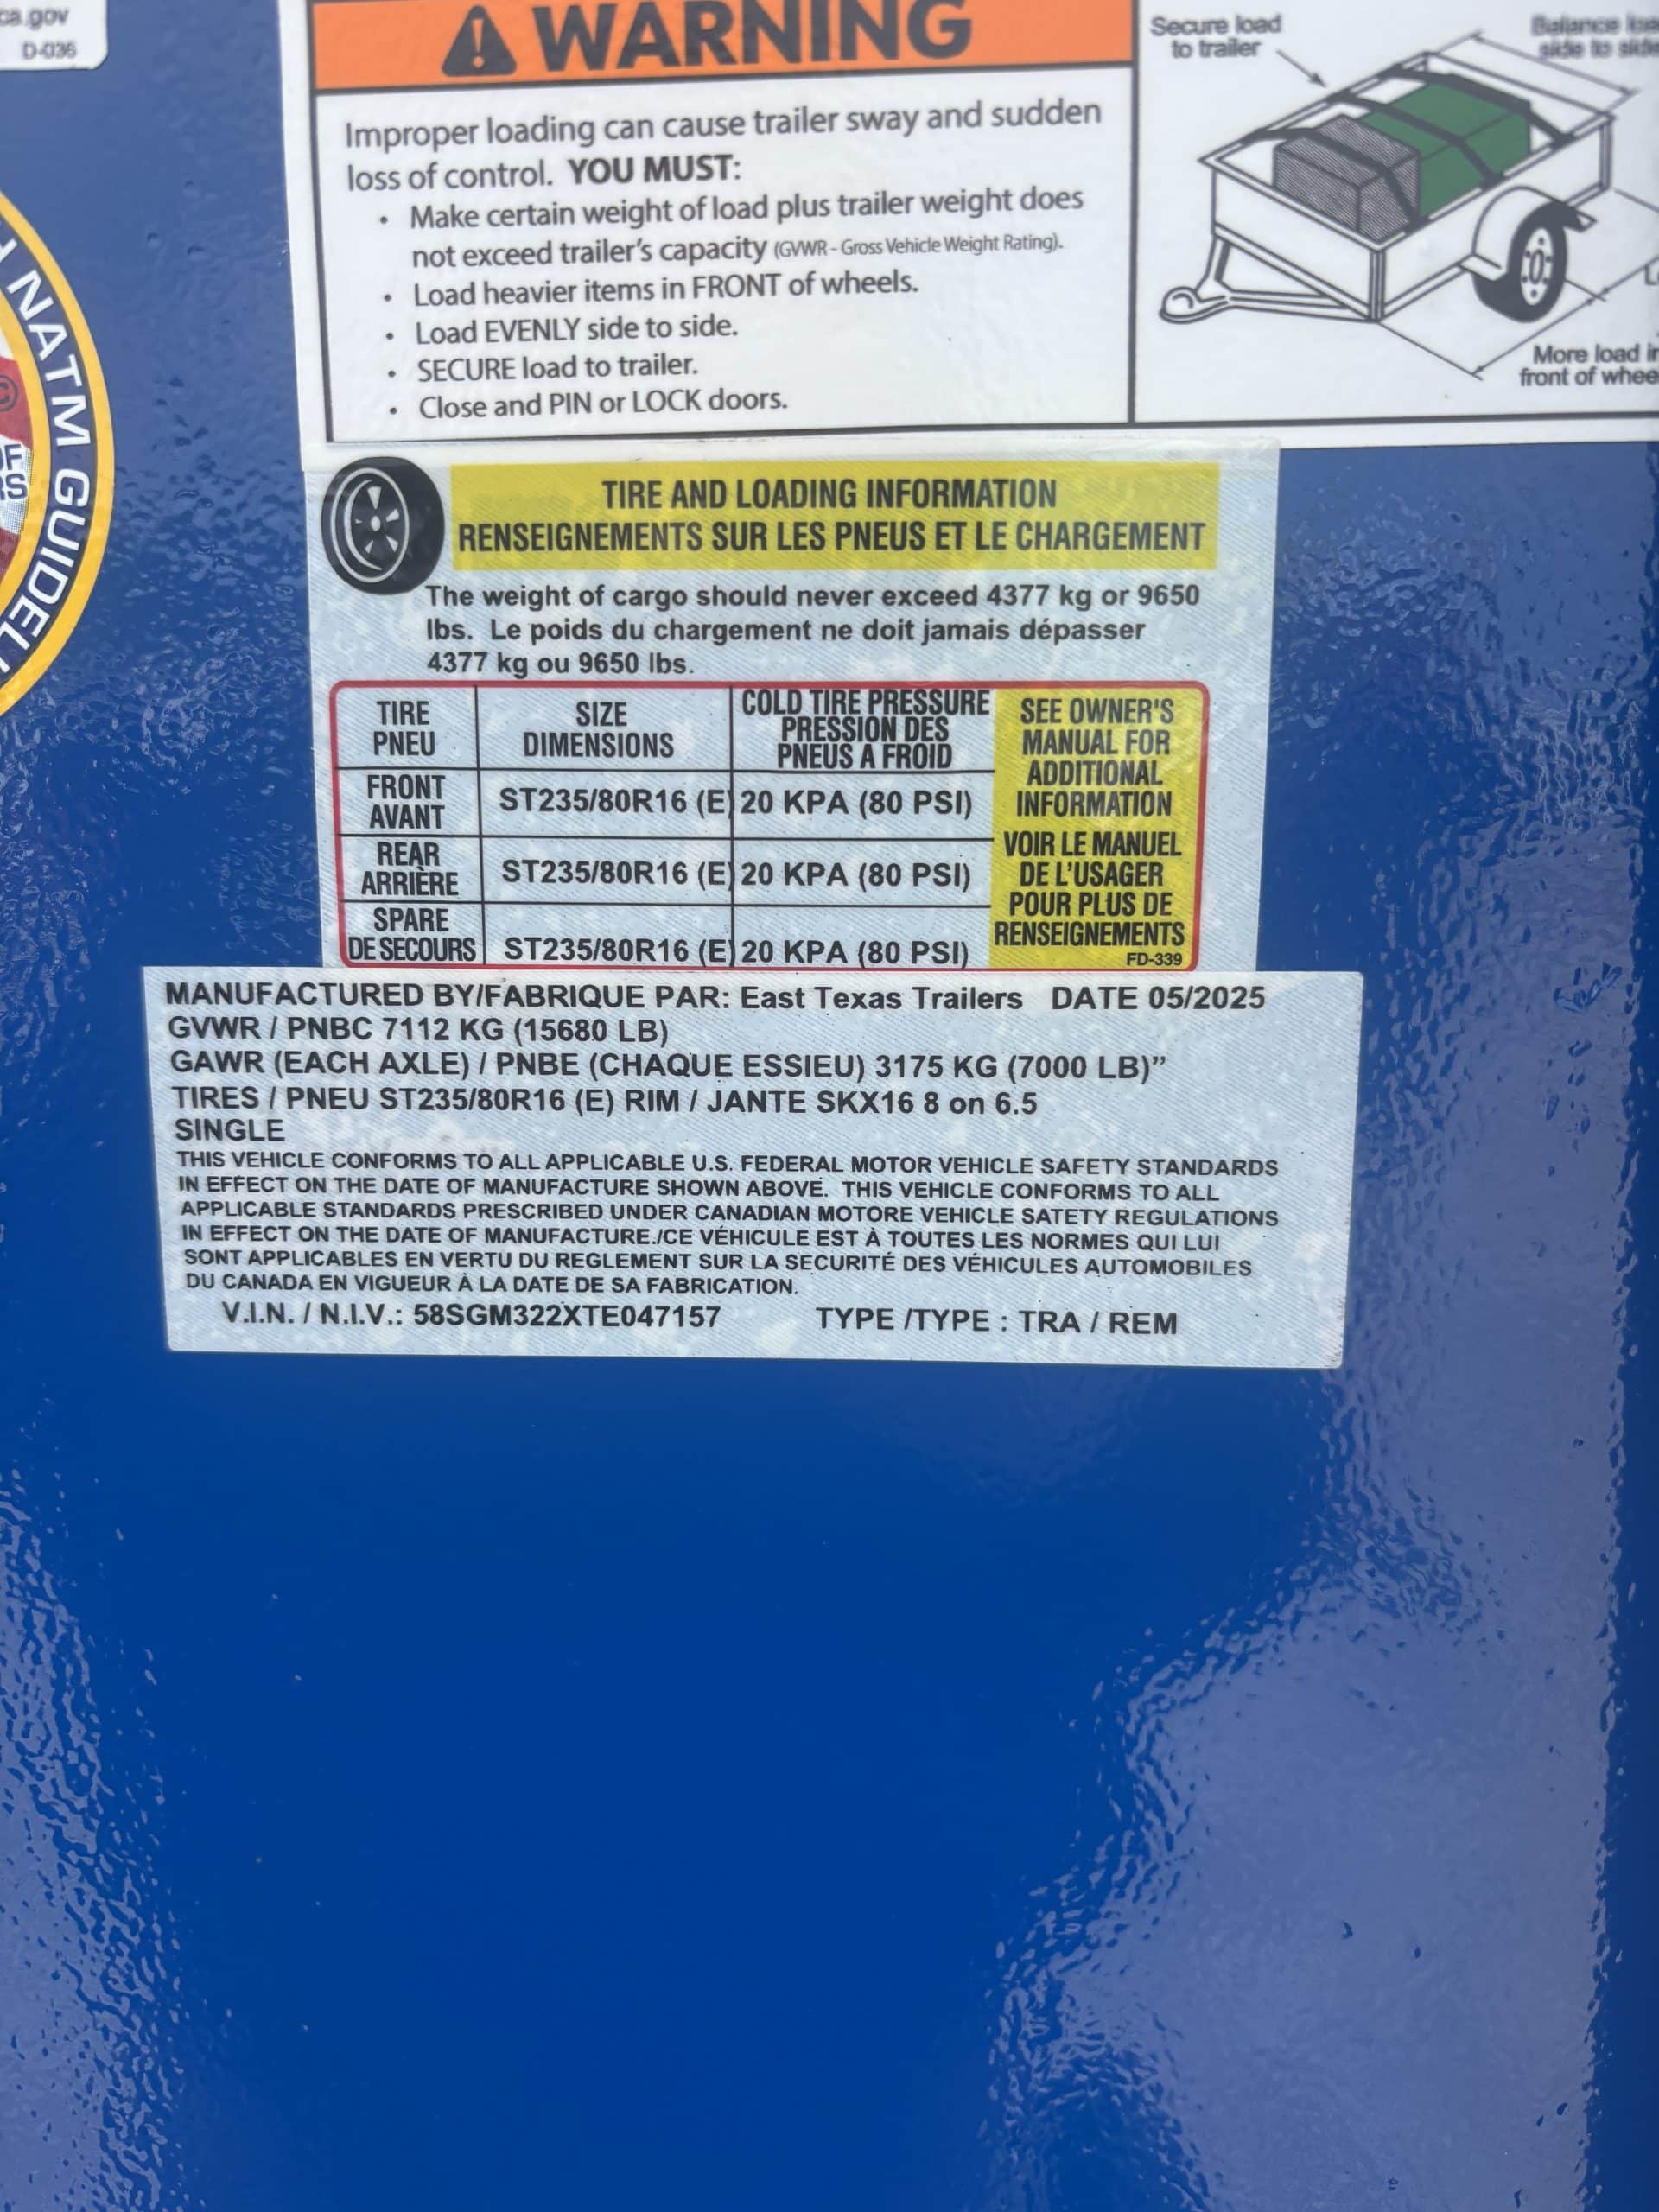 ca.gov
D-036
WARNING
Improper loading can cause trailer sway and sudden
loss of control. YOU MUST:
• Make certain weight of load plus trailer weight does
not exceed trailer's capacity (GVWR - Gross Vehicle Weight Rating).
• Load heavier items in FRONT of wheels.
• Load EVENLY side to side.
• SECURE load to trailer.
• Close and PIN or LOCK doors.
Secure load
to trailer
Balance
side to
More load
front of
NATM
TIRE AND LOADING INFORMATION
RENSEIGNEMENTS SUR LES PNEUS ET LE CHARGEMENT
The weight of cargo should never exceed 4377 kg or 9650
lbs. Le poids du chargement ne doit jamais dépasser
4377 kg ou 9650 lbs.
TIRE
PNEU
SIZE
DIMENSIONS
COLD TIRE PRESSURE
PRESSION DES
PNEUS A FROID
FRONT
AVANT
ST235/80R16 (E) 20 KPA (80 PSI)
REAR
ARRIÈRE
ST235/80R16 (E) 20 KPA (80 PSI)
SPARE
DE SECOURS
ST235/80R16 (E) 20 KPA (80 PSI)
SEE OWNER'S
MANUAL FOR
ADDITIONAL
INFORMATION
VOIR LE MANUEL
DE L'USAGER
POUR PLUS DE
RENSEIGNEMENTS
FD-339
MANUFACTURED BY/FABRIQUE PAR: East Texas Trailers DATE 05/2025
GVWR / PNBC 7112 KG (15680 LB)
GAWR (EACH AXLE) / PNBE (CHAQUE ESSIEU) 3175 KG (7000 LB)”
TIRES / PNEU ST235/80R16 (E) RIM / JANTE SKX16 8 on 6.5
SINGLE
THIS VEHICLE CONFORMS TO ALL APPLICABLE U.S. FEDERAL MOTOR VEHICLE SAFETY STANDARDS
IN EFFECT ON THE DATE OF MANUFACTURE SHOWN ABOVE. THIS VEHICLE CONFORMS TO ALL
APPLICABLE STANDARDS PRESCRIBED UNDER CANADIAN MOTORE VEHICLE SATETY REGULATIONS
IN EFFECT ON THE DATE OF MANUFACTURE./CE VÉHICULE EST À TOUTES LES NORMES QUI LUI
SONT APPLICABLES EN VERTU DU REGLEMENT SUR LA SECURITÉ DES VÉHICULES AUTOMOBILES
DU CANADA EN VIGUEUR À LA DATE DE SA FABRICATION.
V.I.N. / N.I.V.: 58SGM322XTE047157 TYPE /TYPE : TRA / REM